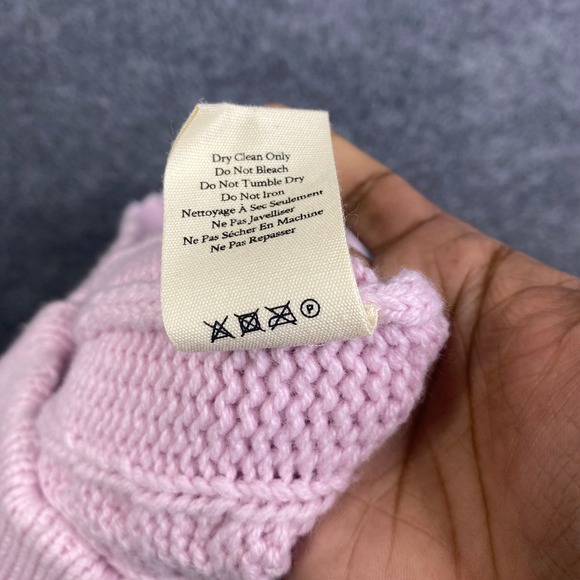 Dry Clean Only
Do Not Bleach
Do Not Tumble Dry
Do Not Iron
Nettoyage À Sec Seulement
Ne Pas Javelliser
Ne Pas Sécher En Machine
Ne Pas Repasser
P